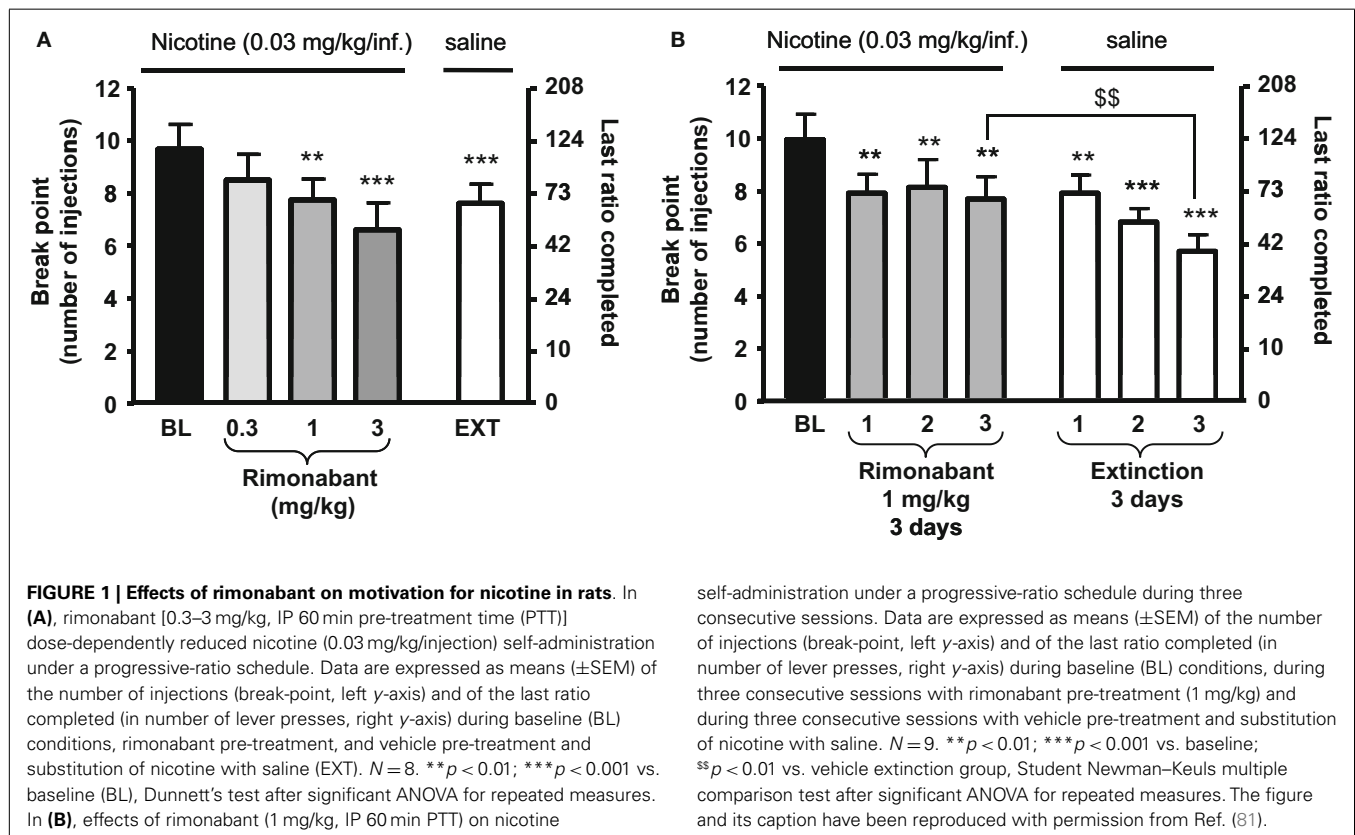 A
Nicotine (0.03 mg/kg/inf.) saline
12 208
10 124
8 73
6 42
4 24
2 10
0 0
Break point
(number of injections)
Last ratio completed
** *** ***
BL 0.3 1 3 EXT
Rimonabant
(mg/kg)
B
Nicotine (0.03 mg/kg/inf.) saline
$$
12 208
10 124
8 73
6 42
4 24
2 10
0 0
Break point
(number of injections)
Last ratio completed
** ** ** ** *** ***
BL 1 2 3 1 2 3
Rimonabant
1 mg/kg
3 days
Extinction
3 days
FIGURE 1 | Effects of rimonabant on motivation for nicotine in rats. In
(A), rimonabant [0.3–3 mg/kg, IP 60 min pre-treatment time (PTT)]
dose-dependently reduced nicotine (0.03 mg/kg/injection) self-administration
under a progressive-ratio schedule. Data are expressed as means (±SEM) of
the number of injections (break-point, left y-axis) and of the last ratio
completed (in number of lever presses, right y-axis) during baseline (BL)
conditions, rimonabant pre-treatment, and vehicle pre-treatment and
substitution of nicotine with saline (EXT). N = 8. **p < 0.01; ***p < 0.001 vs.
baseline (BL), Dunnett's test after significant ANOVA for repeated measures.
In (B), effects of rimonabant (1 mg/kg, IP 60 min PTT) on nicotine
self-administration under a progressive-ratio schedule during three
consecutive sessions. Data are expressed as means (±SEM) of the number
of injections (break-point, left y-axis) and of the last ratio completed (in
number of lever presses, right y-axis) during baseline (BL) conditions, during
three consecutive sessions with rimonabant pre-treatment (1 mg/kg) and
during three consecutive sessions with vehicle pre-treatment and substitution
of nicotine with saline. N = 9. **p < 0.01; ***p < 0.001 vs. baseline;
$$p < 0.01 vs. vehicle extinction group, Student Newman–Keuls multiple
comparison test after significant ANOVA for repeated measures. The figure
and its caption have been reproduced with permission from Ref. (81).